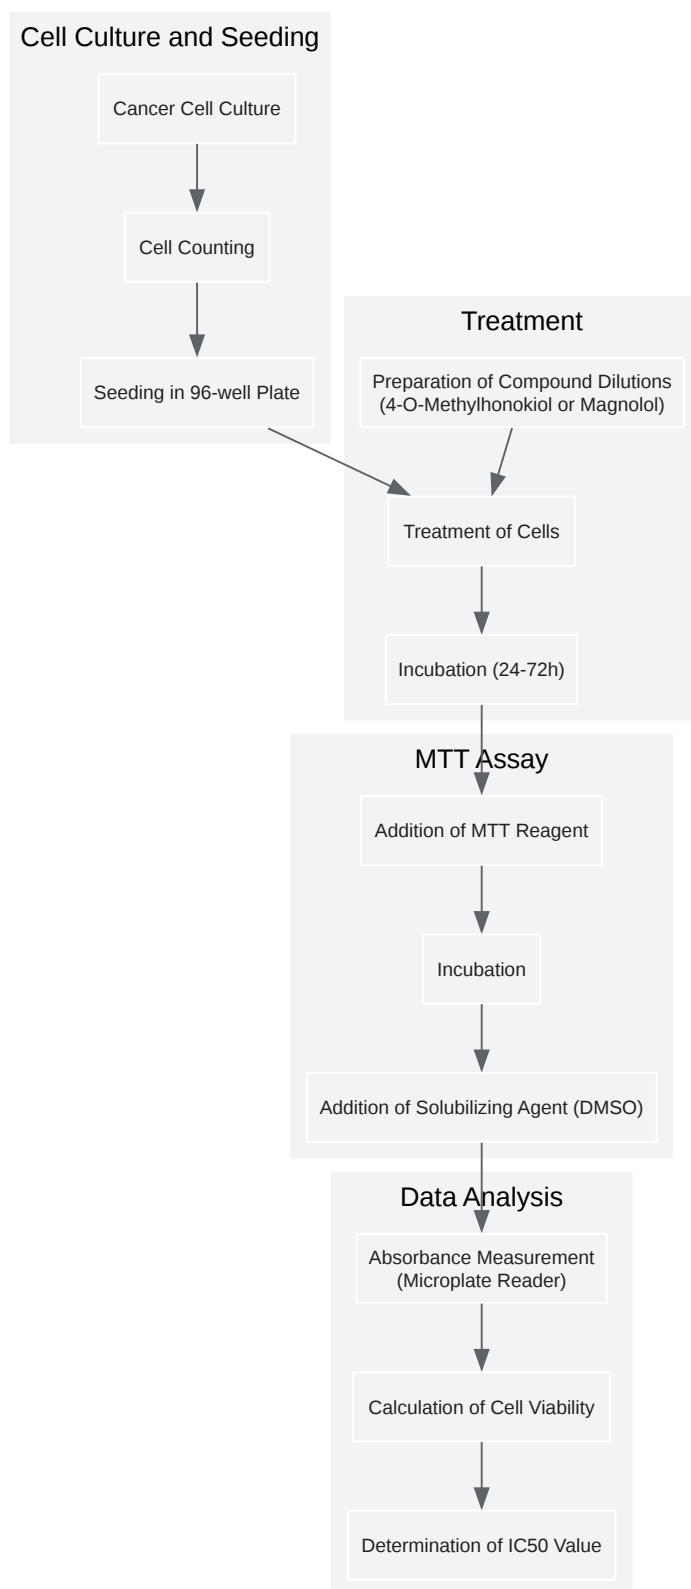 Cell Culture and Seeding
Cancer Cell Culture
Cell Counting
Seeding in 96-well Plate
Treatment
Preparation of Compound Dilutions
(4-O-Methylhonokiol or Magnolol)
Treatment of Cells
Incubation (24-72h)
MTT Assay
Addition of MTT Reagent
Incubation
Addition of Solubilizing Agent (DMSO)
Data Analysis
Absorbance Measurement
(Microplate Reader)
Calculation of Cell Viability
Determination of IC50 Value